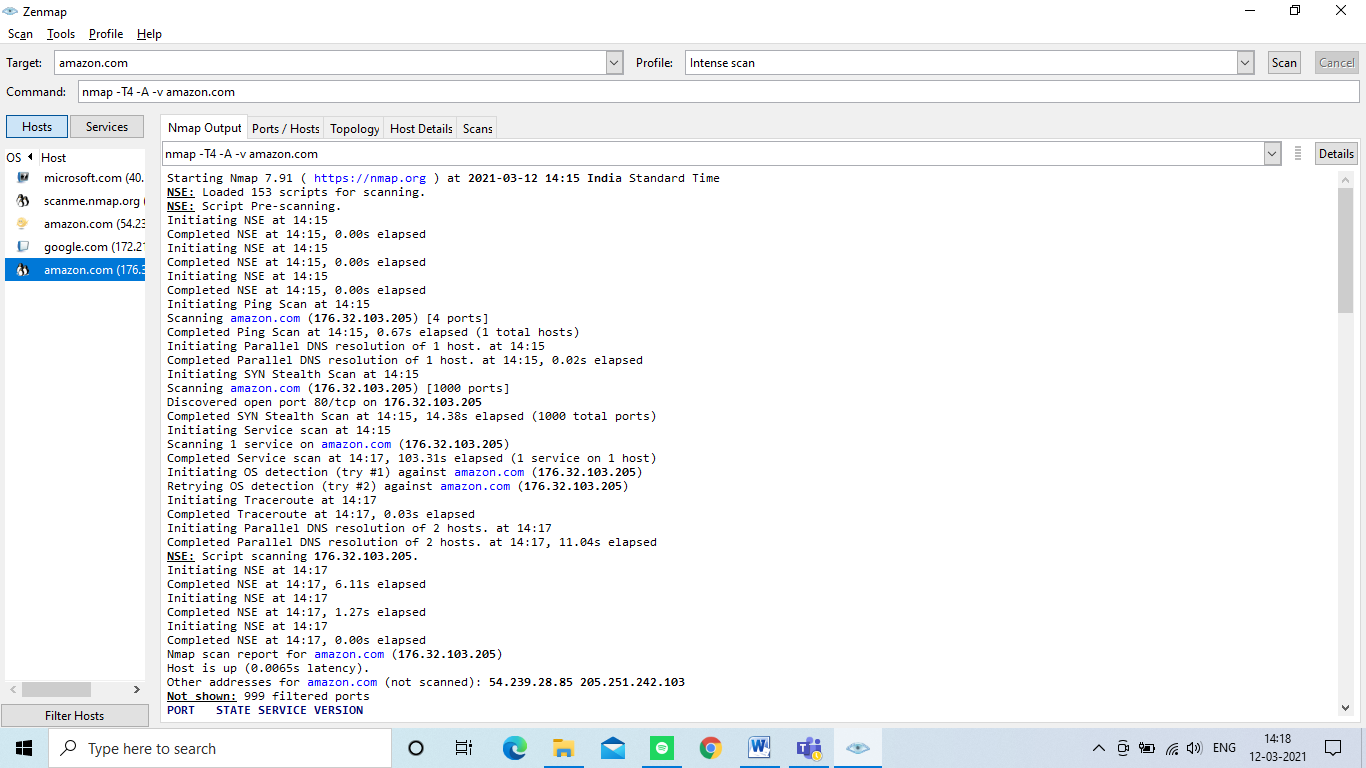 Zenmap
Scan Tools Profile Help
Target: amazon.com Profile: Intense scan Scan Cancel
Command: nmap -T4 -A -v amazon.com
Hosts Services
Nmap Output Ports / Hosts Topology Host Details Scans
OS Host
microsoft.com (40.
scanme.nmap.org (
amazon.com (54.23
google.com (172.21
amazon.com (176.3
Filter Hosts
nmap -T4 -A -v amazon.com Details
Starting Nmap 7.91 ( https://nmap.org ) at 2021-03-12 14:15 India Standard Time
NSE: Loaded 153 scripts for scanning.
NSE: Script Pre-scanning.
Initiating NSE at 14:15
Completed NSE at 14:15, 0.00s elapsed
Initiating NSE at 14:15
Completed NSE at 14:15, 0.00s elapsed
Initiating NSE at 14:15
Completed NSE at 14:15, 0.00s elapsed
Initiating Ping Scan at 14:15
Scanning amazon.com (176.32.103.205) [4 ports]
Completed Ping Scan at 14:15, 0.67s elapsed (1 total hosts)
Initiating Parallel DNS resolution of 1 host. at 14:15
Completed Parallel DNS resolution of 1 host. at 14:15, 0.02s elapsed
Initiating SYN Stealth Scan at 14:15
Scanning amazon.com (176.32.103.205) [1000 ports]
Discovered open port 80/tcp on 176.32.103.205
Completed SYN Stealth Scan at 14:15, 14.38s elapsed (1000 total ports)
Initiating Service scan at 14:15
Scanning 1 service on amazon.com (176.32.103.205)
Completed Service scan at 14:17, 103.31s elapsed (1 service on 1 host)
Initiating OS detection (try #1) against amazon.com (176.32.103.205)
Retrying OS detection (try #2) against amazon.com (176.32.103.205)
Initiating Traceroute at 14:17
Completed Traceroute at 14:17, 0.03s elapsed
Initiating Parallel DNS resolution of 2 hosts. at 14:17
Completed Parallel DNS resolution of 2 hosts. at 14:17, 11.04s elapsed
NSE: Script scanning 176.32.103.205.
Initiating NSE at 14:17
Completed NSE at 14:17, 6.11s elapsed
Initiating NSE at 14:17
Completed NSE at 14:17, 1.27s elapsed
Initiating NSE at 14:17
Completed NSE at 14:17, 0.00s elapsed
Nmap scan report for amazon.com (176.32.103.205)
Host is up (0.0065s latency).
Other addresses for amazon.com (not scanned): 54.239.28.85 205.251.242.103
Not shown: 999 filtered ports
PORT STATE SERVICE VERSION
Type here to search
ENG
14:18
12-03-2021